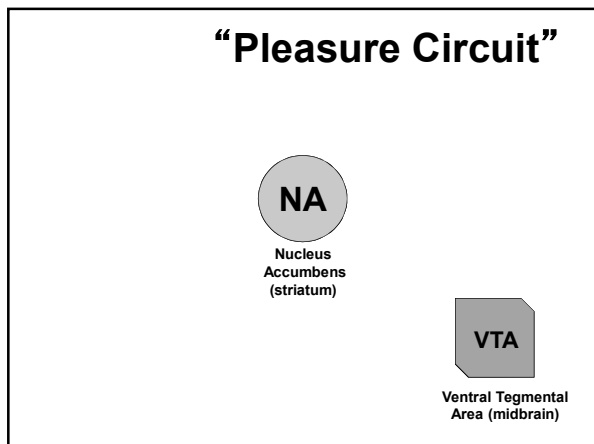 “Pleasure Circuit”
NA
Nucleus
Accumbens
(striatum)
VTA
Ventral Tegmental
Area (midbrain)